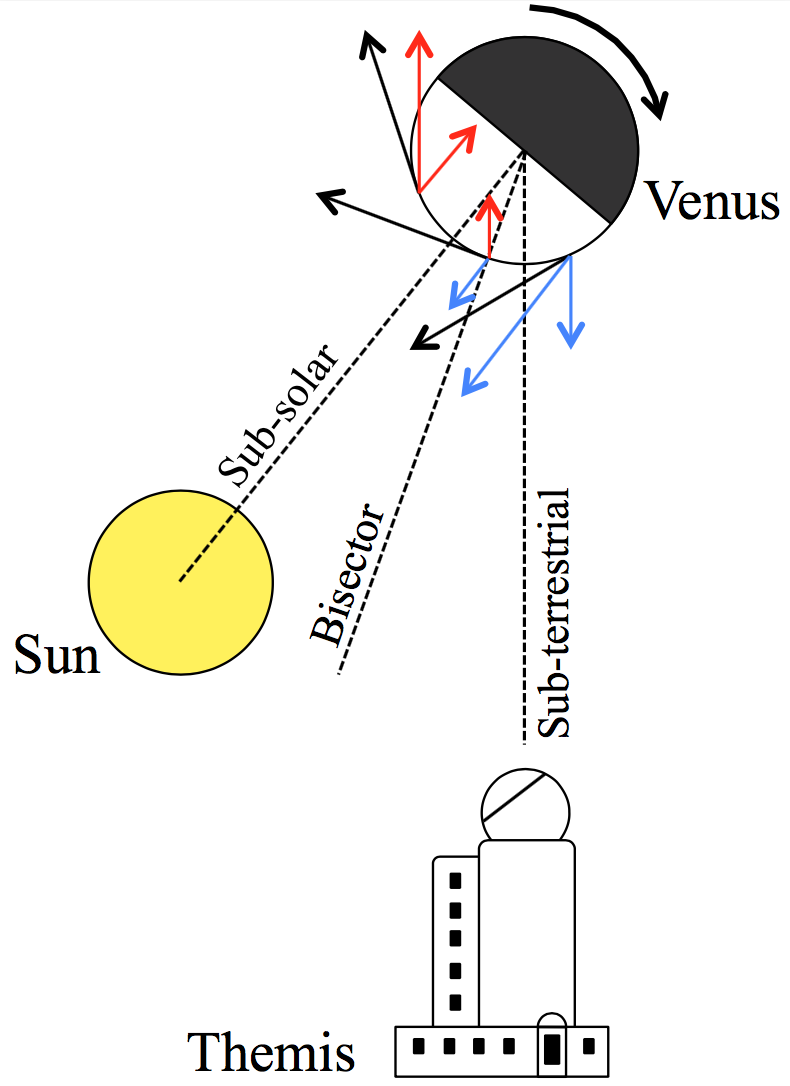 Venus
Sub-solar
Bisector
Sub-terrestrial
Sun
Themis